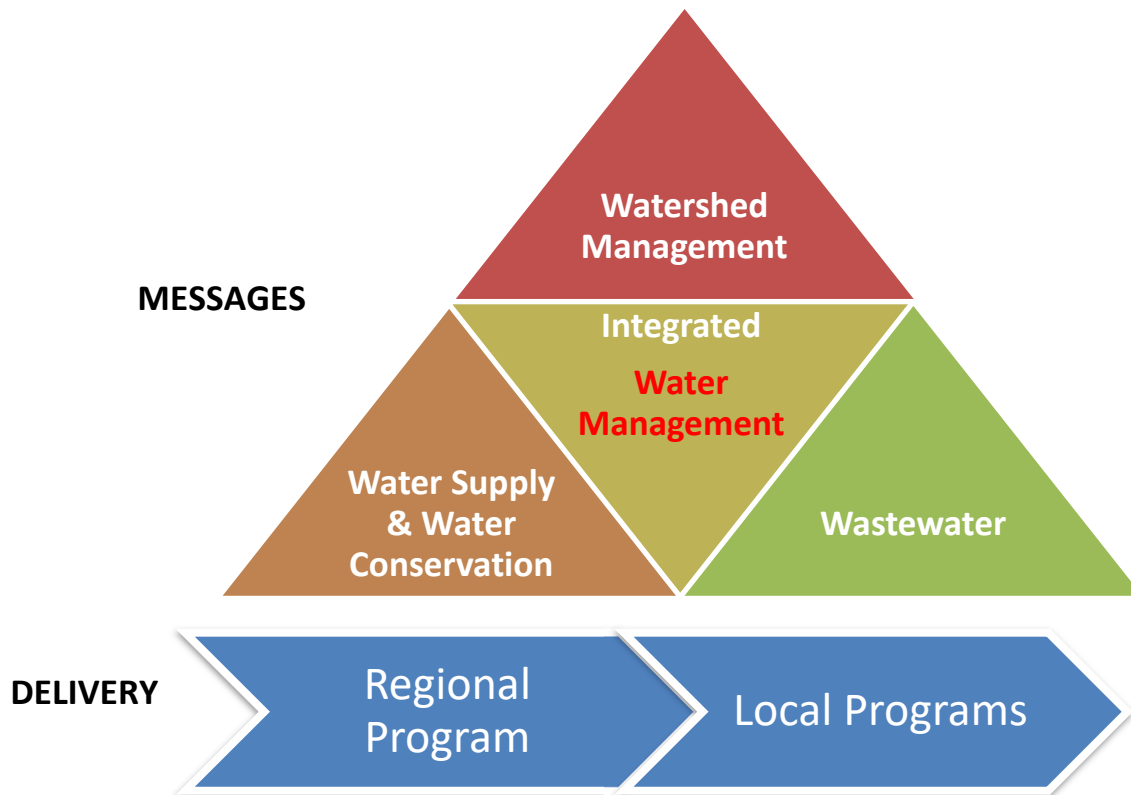 Watershed
Management
MESSAGES
Integrated
Water
Management
Water Supply
& Water
Conservation
Wastewater
DELIVERY
Regional
Program
Local Programs